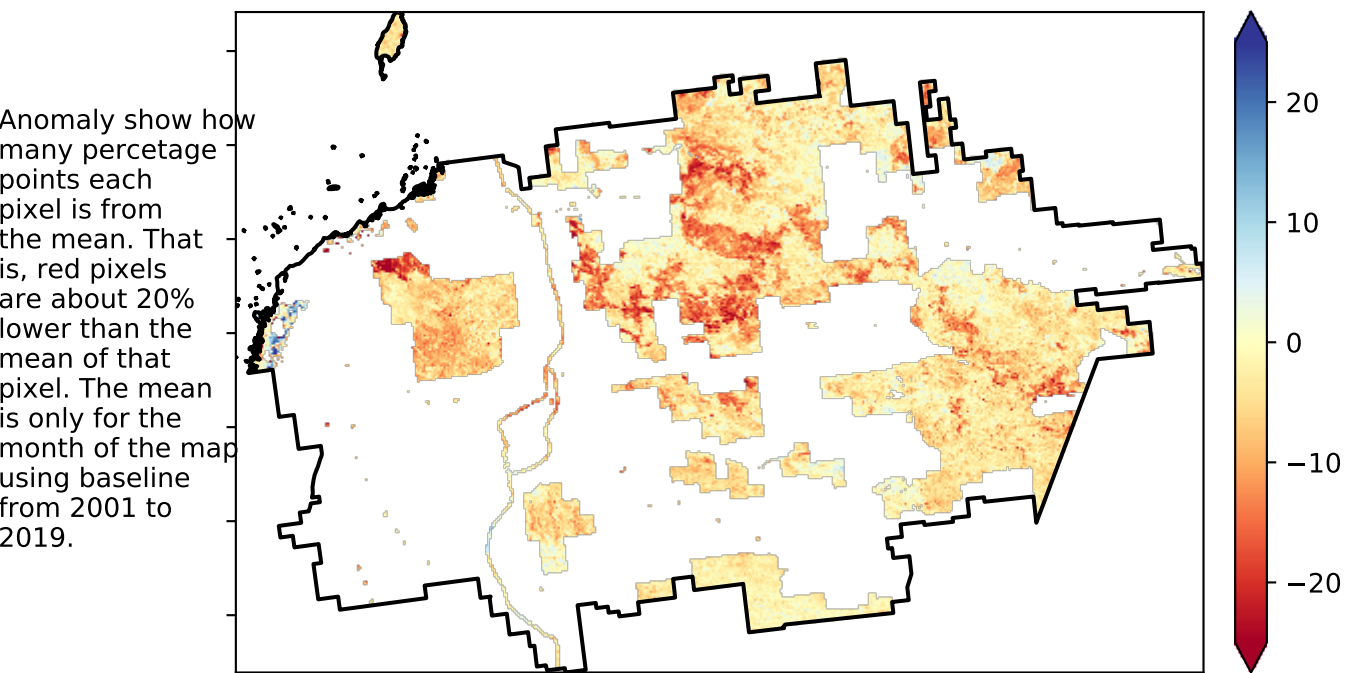 Anomaly show how
many percetage
points each
pixel is from
the mean. That
is, red pixels
are about 20%
lower than the
mean of that
pixel. The mean
is only for the
month of the map
using baseline
from 2001 to
2019.
20
10
0
−10
−20